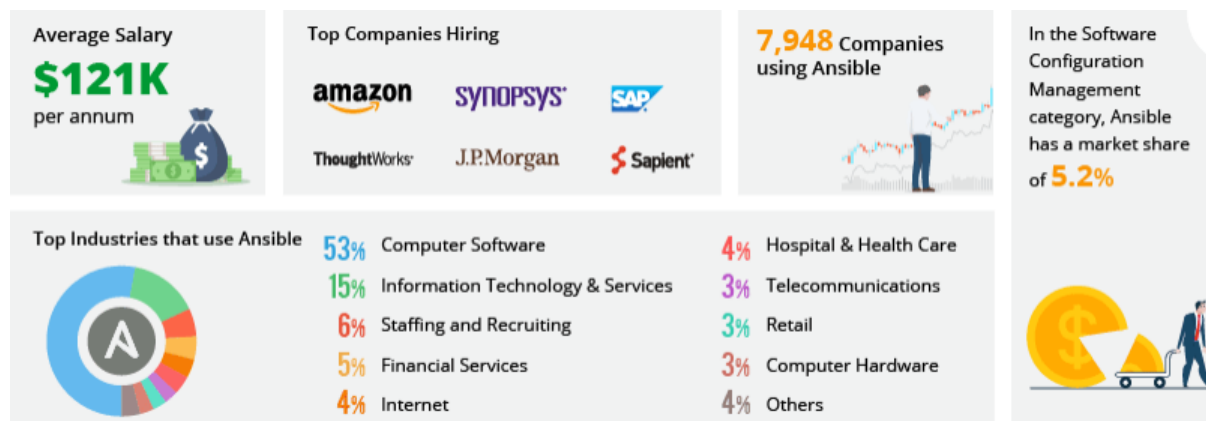 Average Salary
$121K
per annum
Top Companies Hiring
amazon
SYNOPSYS
SAP
ThoughtWorks
J.P.Morgan
Sapient
7,948 Companies
using Ansible
In the Software
Configuration
Management
category, Ansible
has a market share
of 5.2%
Top Industries that use Ansible
A
53% Computer Software
15% Information Technology & Services
6% Staffing and Recruiting
5% Financial Services
4% Internet
4% Hospital & Health Care
3% Telecommunications
3% Retail
3% Computer Hardware
4% Others